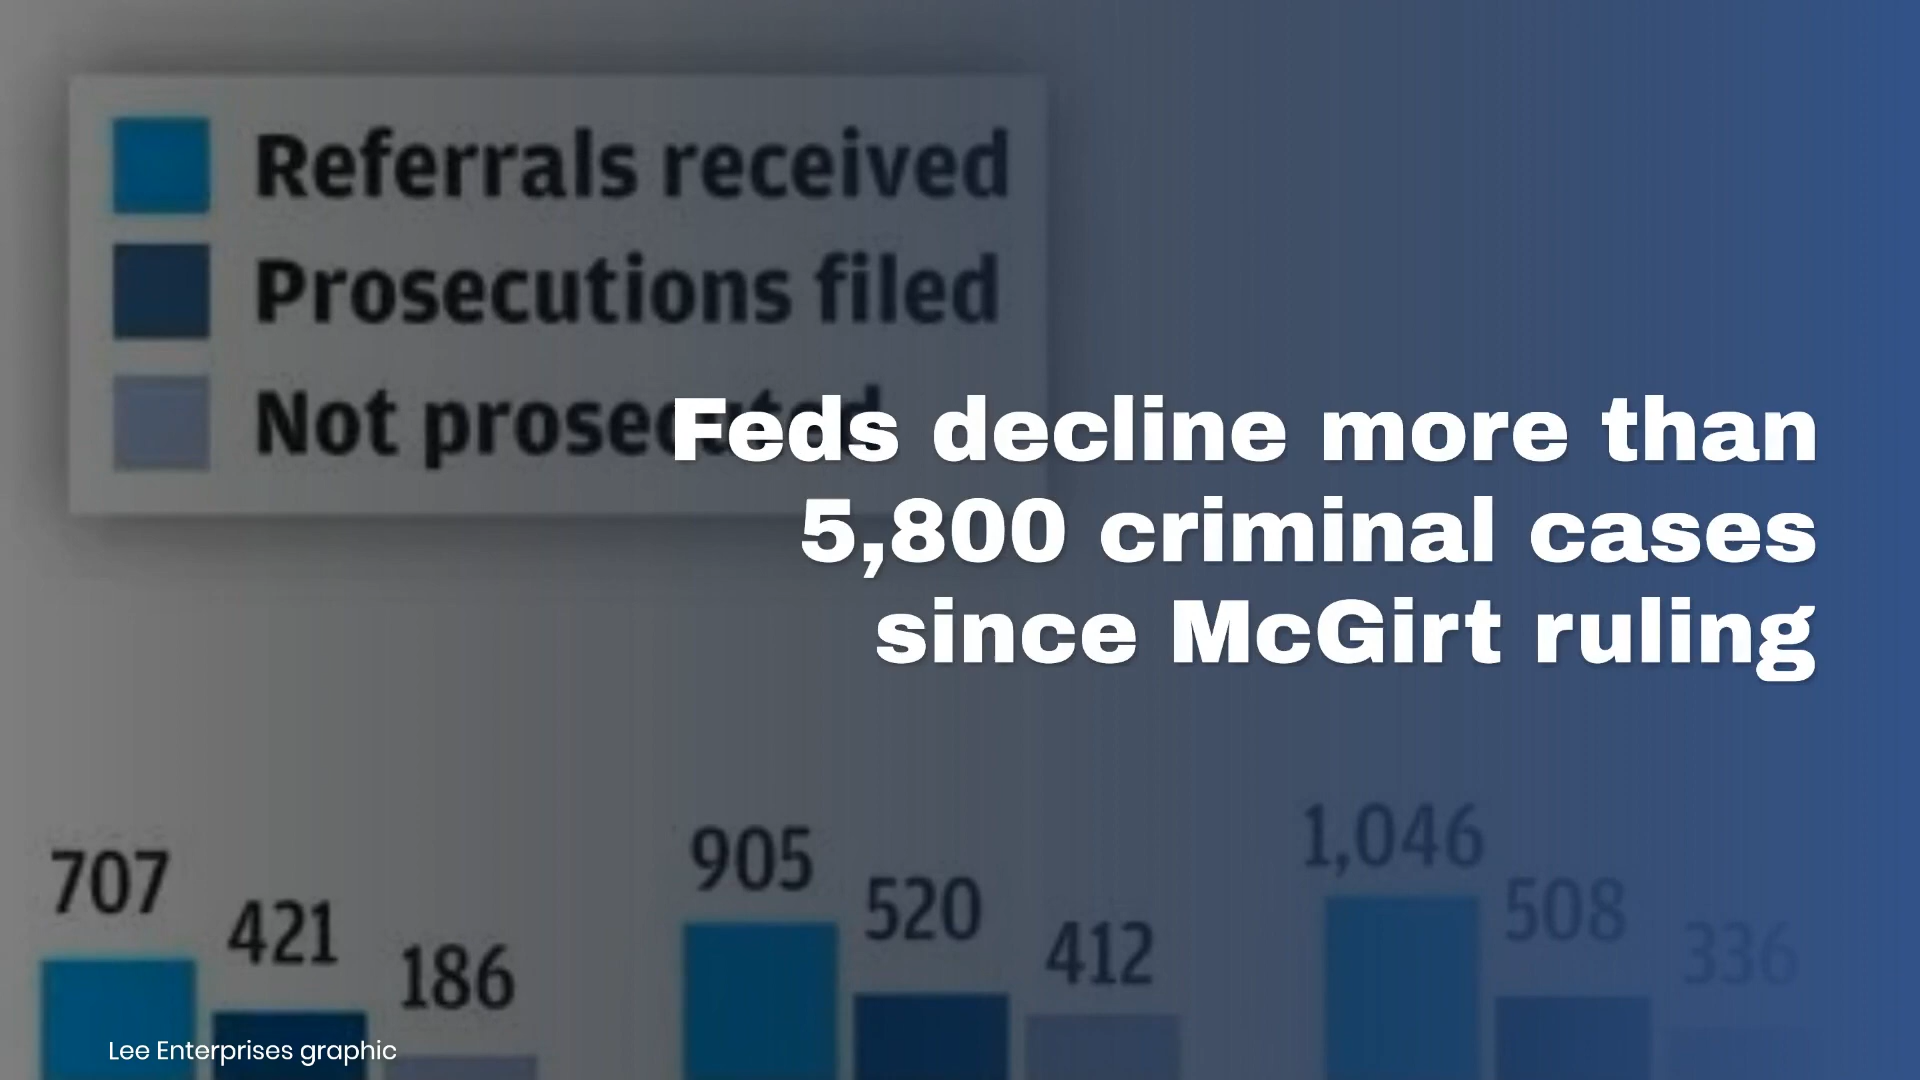 Referrals received
Prosecutions filed
Not prosecuted
Feds decline more than
5,800 criminal cases
since McGirt ruling
707
421
186
905
520
412
1,046
508
336
Lee Enterprises graphic